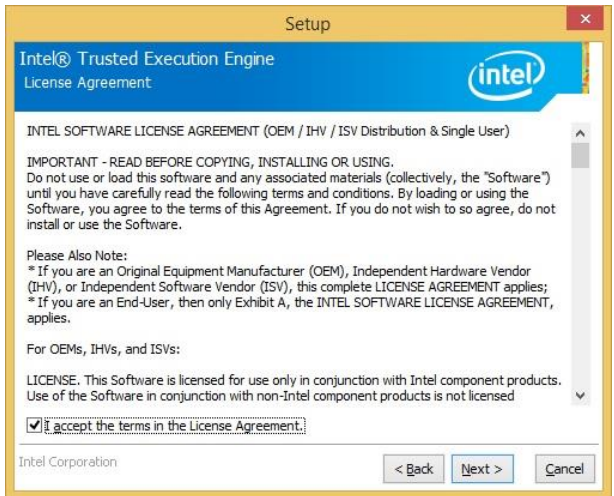 Setup
Intel® Trusted Execution Engine
License Agreement
intel
INTEL SOFTWARE LICENSE AGREEMENT (OEM / IHV / ISV Distribution & Single User)
IMPORTANT - READ BEFORE COPYING, INSTALLING OR USING.
Do not use or load this software and any associated materials (collectively, the "Software")
until you have carefully read the following terms and conditions. By loading or using the
Software, you agree to the terms of this Agreement. If you do not wish to so agree, do not
install or use the Software.
Please Also Note:
* If you are an Original Equipment Manufacturer (OEM), Independent Hardware Vendor
(IHV), or Independent Software Vendor (ISV), this complete LICENSE AGREEMENT applies;
* If you are an End-User, then only Exhibit A, the INTEL SOFTWARE LICENSE AGREEMENT,
applies.
For OEMs, IHVs, and ISVs:
LICENSE. This Software is licensed for use only in conjunction with Intel component products.
Use of the Software in conjunction with non-Intel component products is not licensed
I accept the terms in the License Agreement.
Intel Corporation
< Back Next > Cancel